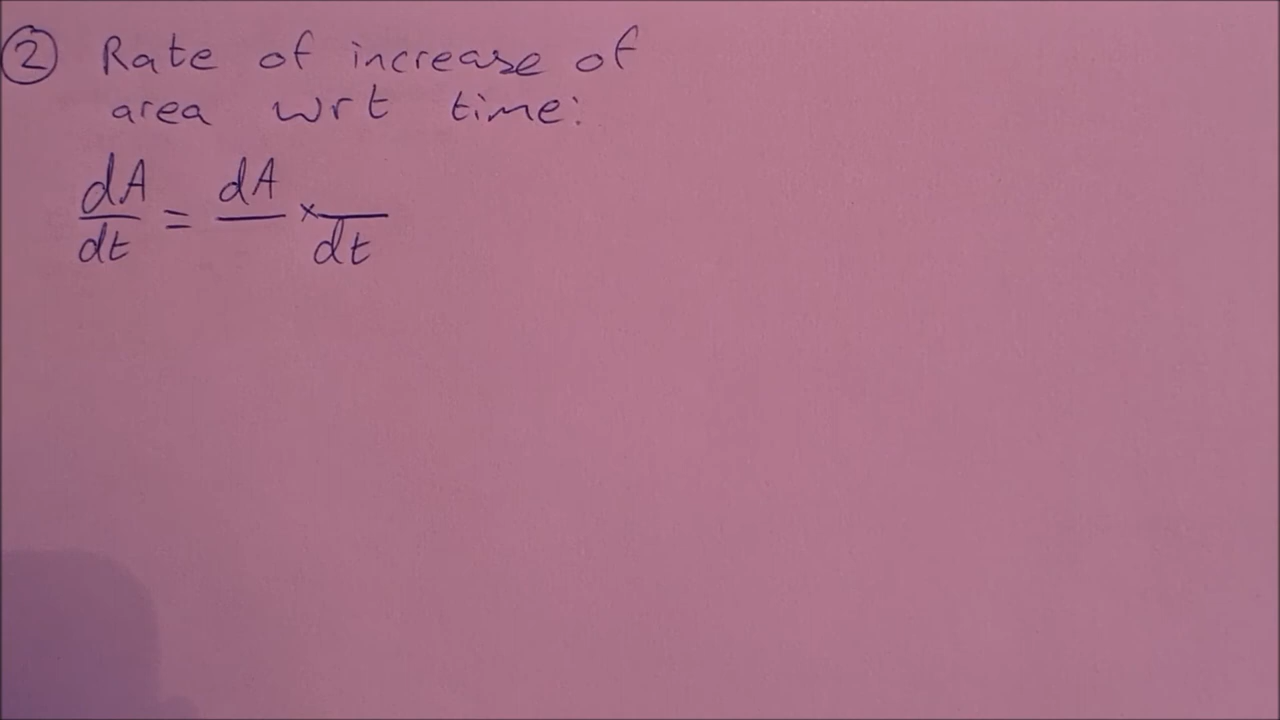 ② Rate of increase of
area wrt time:
dA/dt = dA/ × /dt